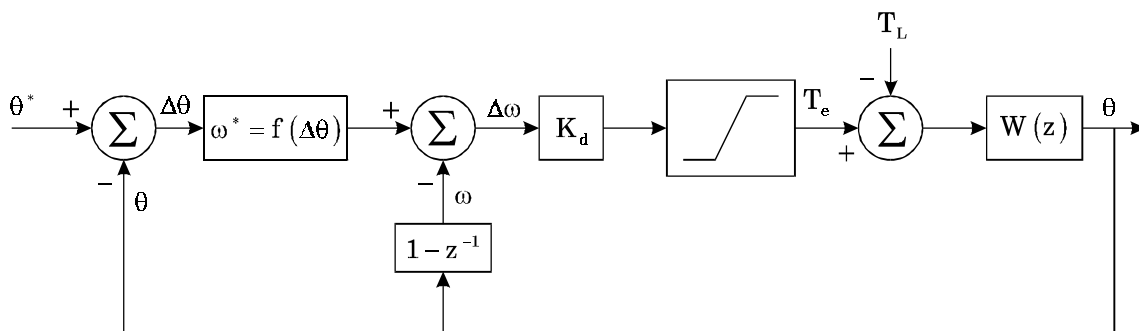 T_L
−
θ* + Σ Δθ ω* = f (Δθ) + Σ Δω K_d T_e + Σ W (z) θ
− θ
− ω
1 − z⁻¹